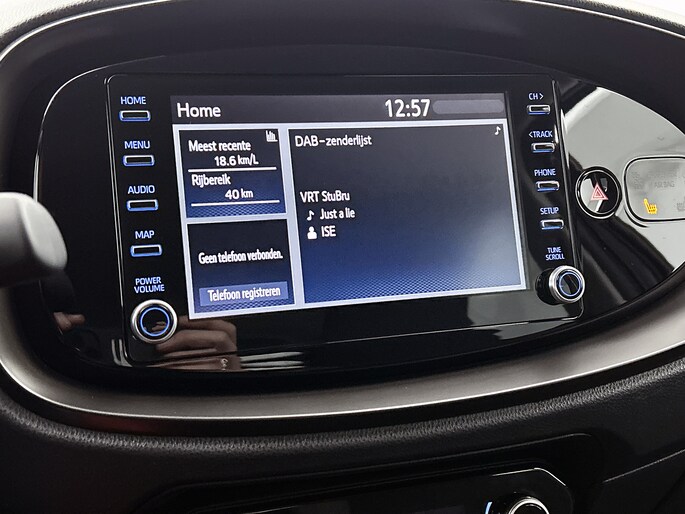 HOME
MENU
AUDIO
MAP
POWER
VOLUME
Home
12:57
Meest recente
18.6 km/L
Rijbereik
40 km
Geen telefoon verbonden.
Telefoon registreren
DAB-zenderlijst
VRT StuBru
Just a lie
ISE
CH >
< TRACK
PHONE
SETUP
TUNE
SCROLL